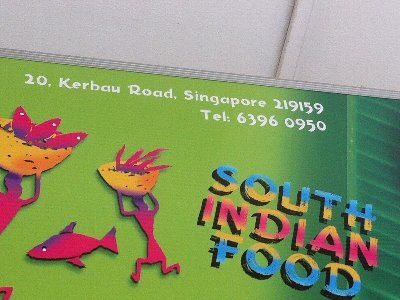 20, Kerbau Road, Singapore 219159
Tel: 6396 0950
SOUTH
INDIAN
FOOD